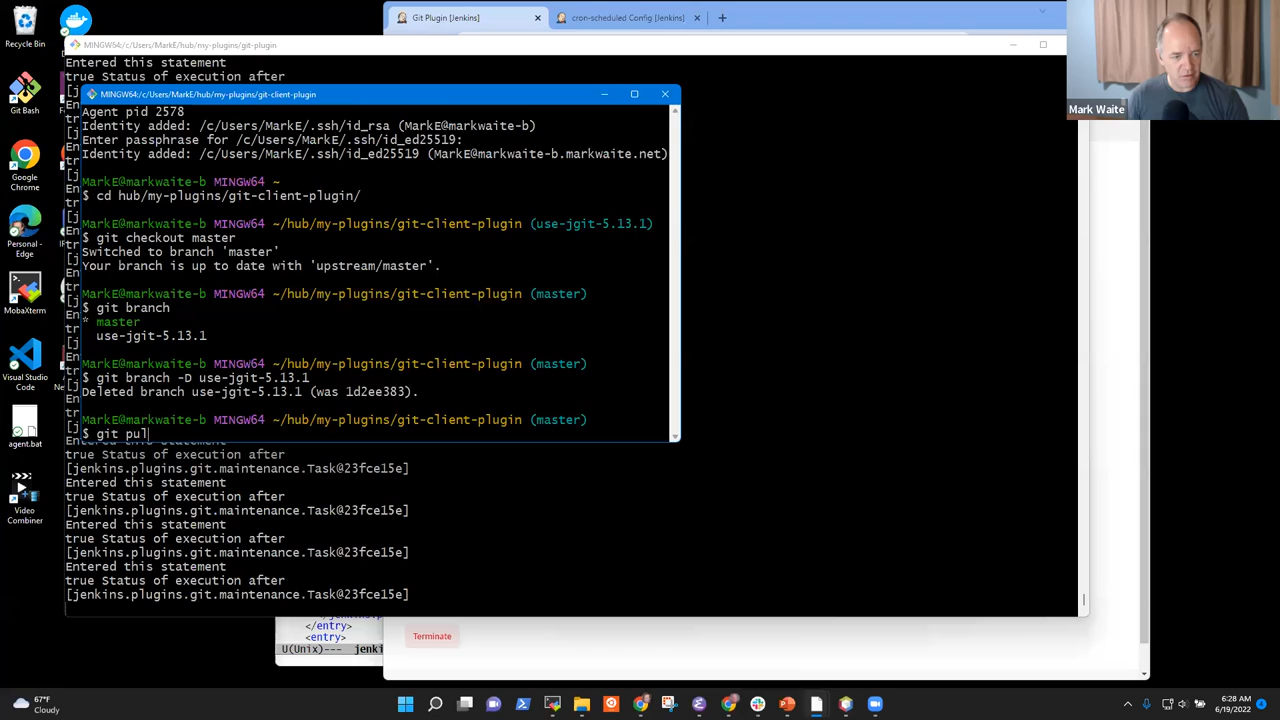 Recycle Bin
Git Bash
Google
Chrome
Personal -
Edge
MobaXterm
Visual Studio
Code
agent.bat
Video
Combiner
Git Plugin [Jenkins]
cron-scheduled Config [Jenkins]
MINGW64:/c/Users/MarkE/hub/my-plugins/git-plugin
Entered this statement
true Status of execution after
MINGW64:/c/Users/MarkE/hub/my-plugins/git-client-plugin
Agent pid 2578
Identity added: /c/Users/MarkE/.ssh/id_rsa (MarkE@markwaite-b)
Enter passphrase for /c/Users/MarkE/.ssh/id_ed25519:
Identity added: /c/Users/MarkE/.ssh/id_ed25519 (MarkE@markwaite-b.markwaite.net)
MarkE@markwaite-b MINGW64 ~
$ cd hub/my-plugins/git-client-plugin/
MarkE@markwaite-b MINGW64 ~/hub/my-plugins/git-client-plugin (use-jgit-5.13.1)
$ git checkout master
Switched to branch 'master'
Your branch is up to date with 'upstream/master'.
MarkE@markwaite-b MINGW64 ~/hub/my-plugins/git-client-plugin (master)
$ git branch
* master
use-jgit-5.13.1
MarkE@markwaite-b MINGW64 ~/hub/my-plugins/git-client-plugin (master)
$ git branch -D use-jgit-5.13.1
Deleted branch use-jgit-5.13.1 (was 1d2ee383).
MarkE@markwaite-b MINGW64 ~/hub/my-plugins/git-client-plugin (master)
$ git pul
Entered this statement
true Status of execution after
[jenkins.plugins.git.maintenance.Task@23fce15e]
Entered this statement
true Status of execution after
[jenkins.plugins.git.maintenance.Task@23fce15e]
Entered this statement
true Status of execution after
[jenkins.plugins.git.maintenance.Task@23fce15e]
Entered this statement
true Status of execution after
[jenkins.plugins.git.maintenance.Task@23fce15e]
</entry>
<entry>
U(Unix)--- jenki
Terminate
Mark Waite
67°F
Cloudy
6:28 AM
6/19/2022